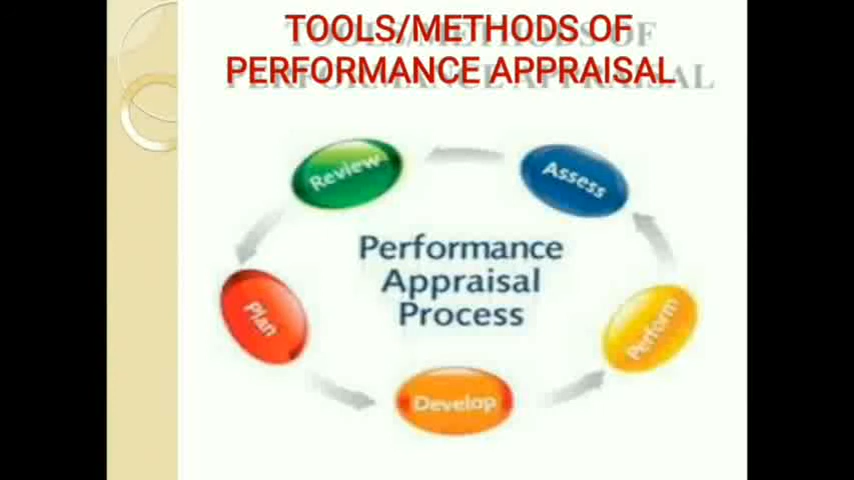 TOOLS/METHODS OF
PERFORMANCE APPRAISAL
Review
Assess
Performance
Appraisal
Process
Plan
Perform
Develop